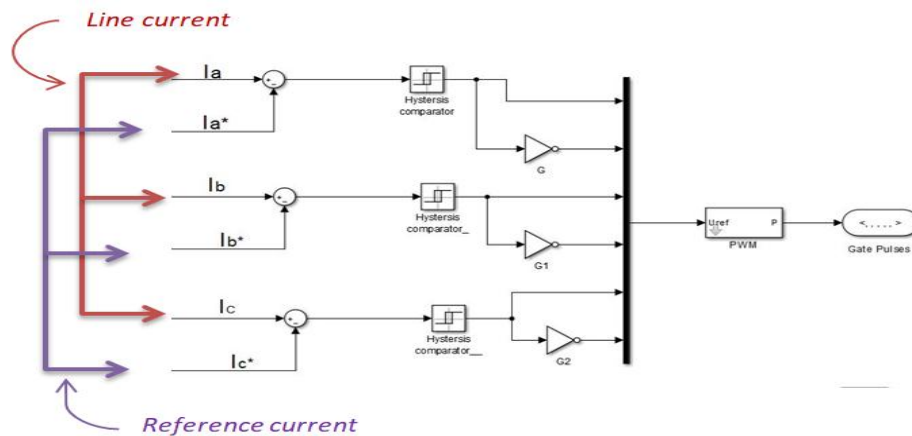 Line current
Ia
Hystersis
comparator
Ia*
G
Ib
Hystersis
comparator_
Ib*
G1
Uref P
PWM
<.....>
Gate Pulses
Ic
Hystersis
comparator__
Ic*
G2
Reference current